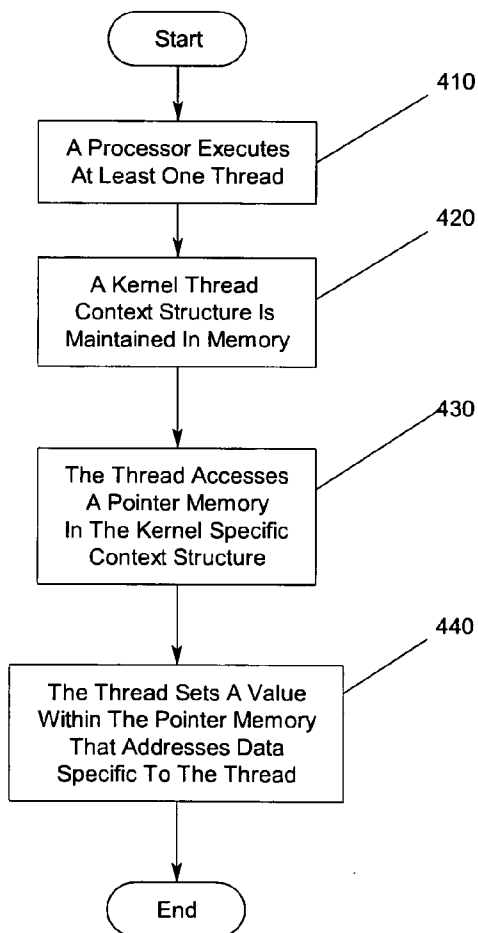 Start
410
A Processor Executes
At Least One Thread
420
A Kernel Thread
Context Structure Is
Maintained In Memory
430
The Thread Accesses
A Pointer Memory
In The Kernel Specific
Context Structure
440
The Thread Sets A Value
Within The Pointer Memory
That Addresses Data
Specific To The Thread
End